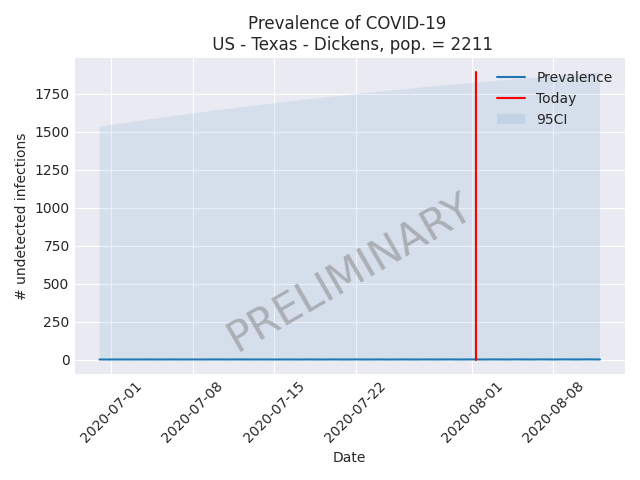 Prevalence of COVID-19
US - Texas - Dickens, pop. = 2211
Prevalence
Today
95CI
# undetected infections
1750
1500
1250
1000
750
500
250
0
PRELIMINARY
2020-07-01
2020-07-08
2020-07-15
2020-07-22
2020-08-01
2020-08-08
Date